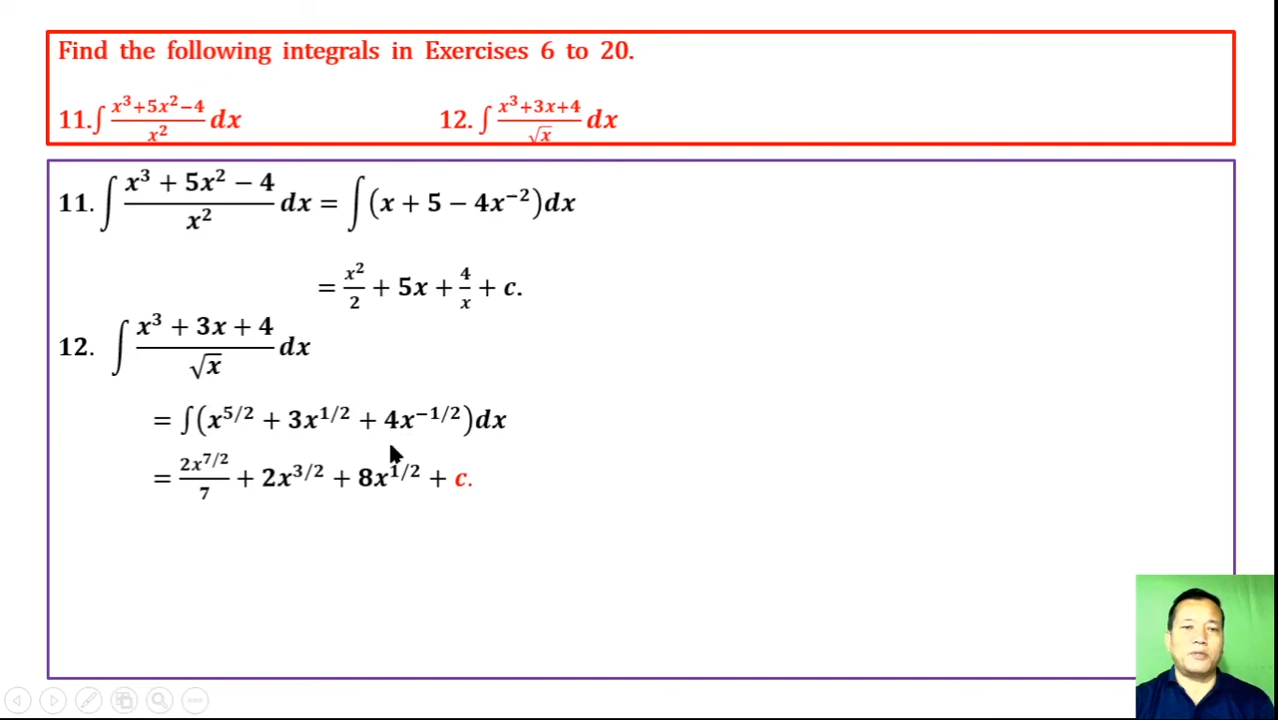 Find the following integrals in Exercises 6 to 20.
11.∫ (x³+5x²−4)/x² dx 12. ∫ (x³+3x+4)/√x dx
11. ∫ (x³ + 5x² − 4)/x² dx = ∫(x + 5 − 4x⁻²)dx
= x²/2 + 5x + 4/x + c.
12. ∫ (x³ + 3x + 4)/√x dx
= ∫(x^{5/2} + 3x^{1/2} + 4x^{−1/2})dx
= 2x^{7/2}/7 + 2x^{3/2} + 8x^{1/2} + c.